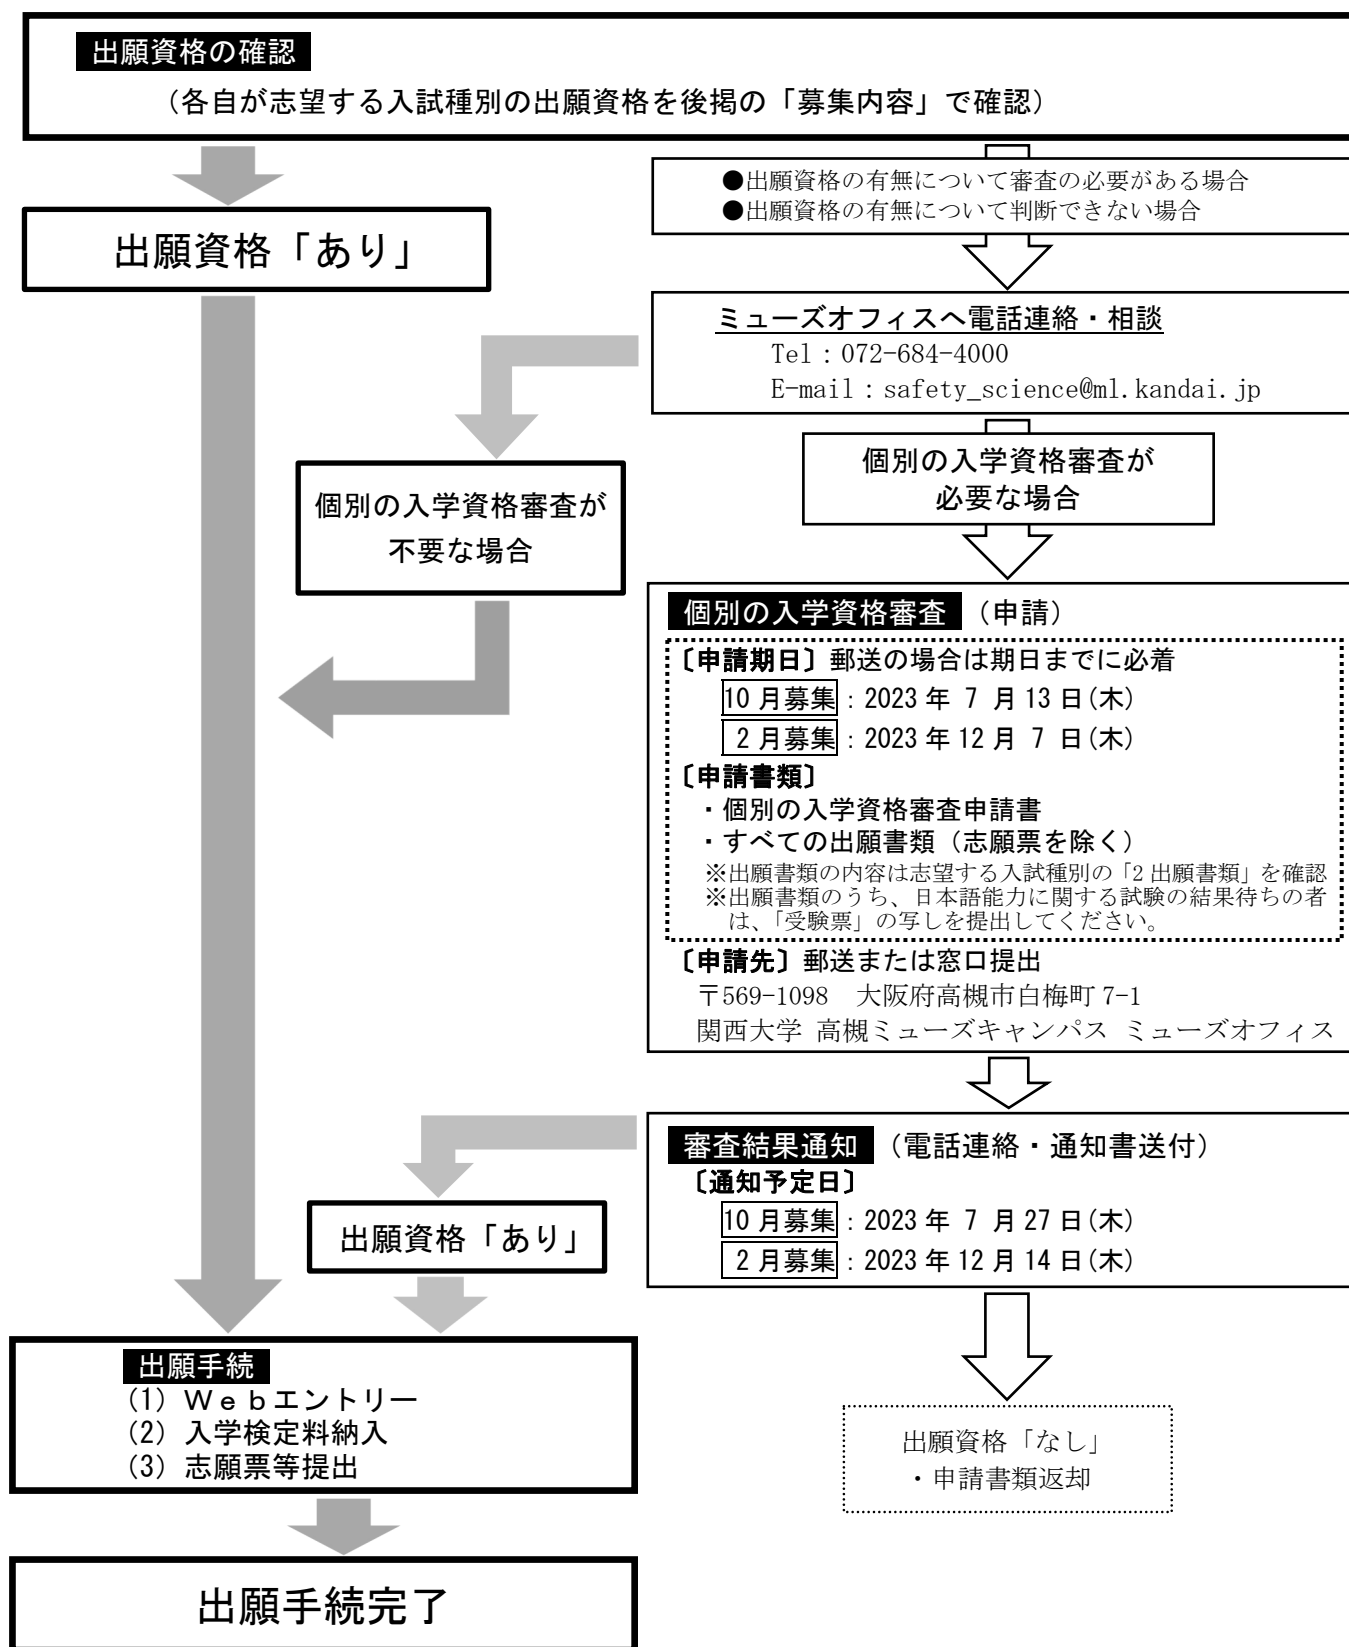 出願資格の確認
（各自が志望する入試種別の出願資格を後掲の「募集内容」で確認）
●出願資格の有無について審査の必要がある場合
●出願資格の有無について判断できない場合
出願資格「あり」
ミューズオフィスへ電話連絡・相談
Tel：072-684-4000
E-mail：safety_science@ml.kandai.jp
個別の入学資格審査が
必要な場合
個別の入学資格審査が
不要な場合
個別の入学資格審査（申請）
〔申請期日〕郵送の場合は期日までに必着
10月募集：2023年 7 月13日(木)
2月募集：2023年12月 7 日(木)
〔申請書類〕
・個別の入学資格審査申請書
・すべての出願書類（志願票を除く）
※出願書類の内容は志望する入試種別の「2 出願書類」を確認
※出願書類のうち、日本語能力に関する試験の結果待ちの者
は、「受験票」の写しを提出してください。
〔申請先〕郵送または窓口提出
〒569-1098　大阪府高槻市白梅町7-1
関西大学 高槻ミューズキャンパス ミューズオフィス
審査結果通知（電話連絡・通知書送付）
〔通知予定日〕
10月募集：2023年 7 月27日(木)
2月募集：2023年12月14日(木)
出願資格「あり」
出願手続
(1) Ｗｅｂエントリー
(2) 入学検定料納入
(3) 志願票等提出
出願資格「なし」
・申請書類返却
出願手続完了